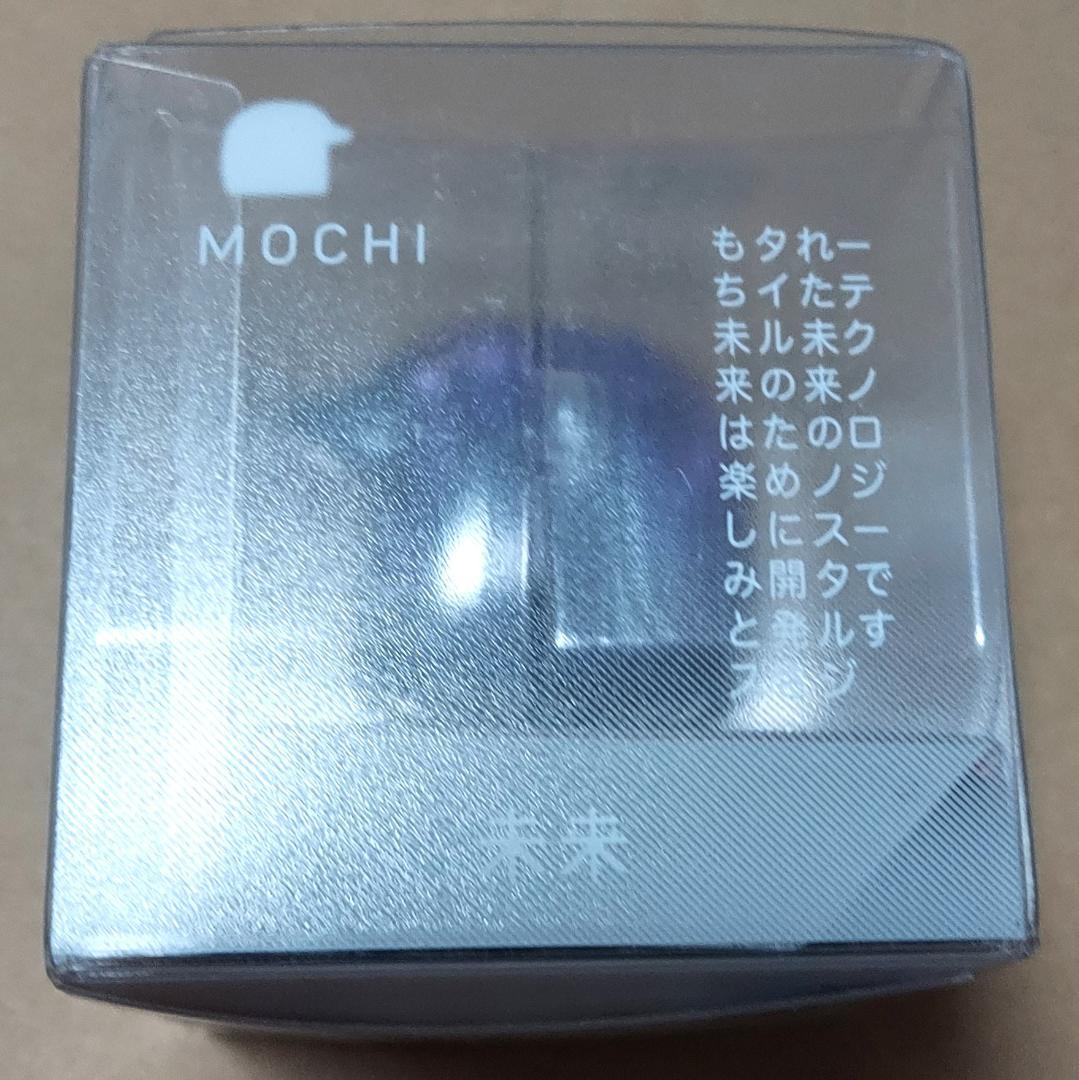 MOCHI
もち未来は楽しみとス
タイルのために開発さ
れた未来のノスタルジ
ーテクノロジーです
未来